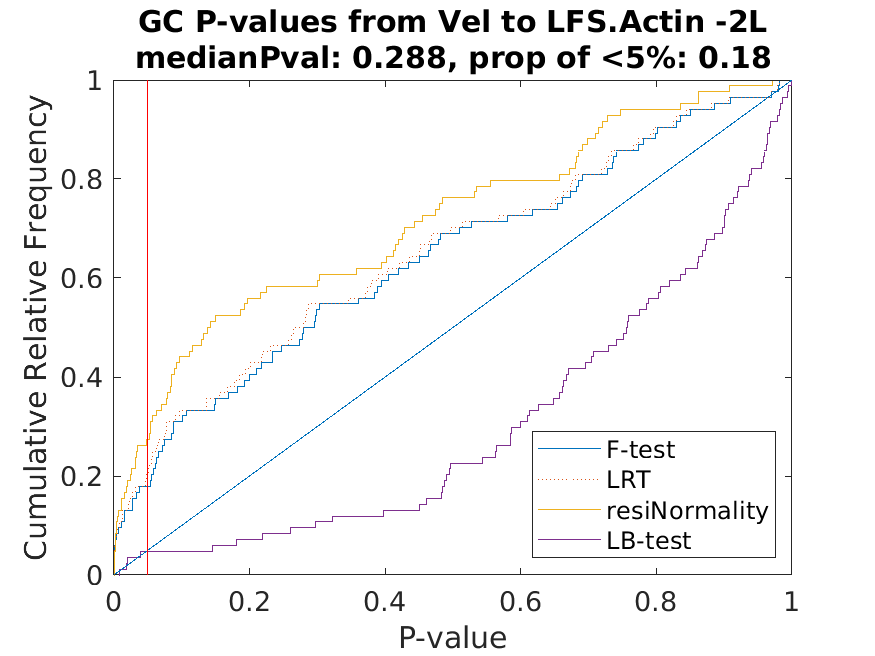 GC P-values from Vel to LFS.Actin -2L
medianPval: 0.288, prop of <5%: 0.18
1
0.8
0.6
0.4
0.2
0
Cumulative Relative Frequency
F-test
LRT
resiNormality
LB-test
0 0.2 0.4 0.6 0.8 1
P-value